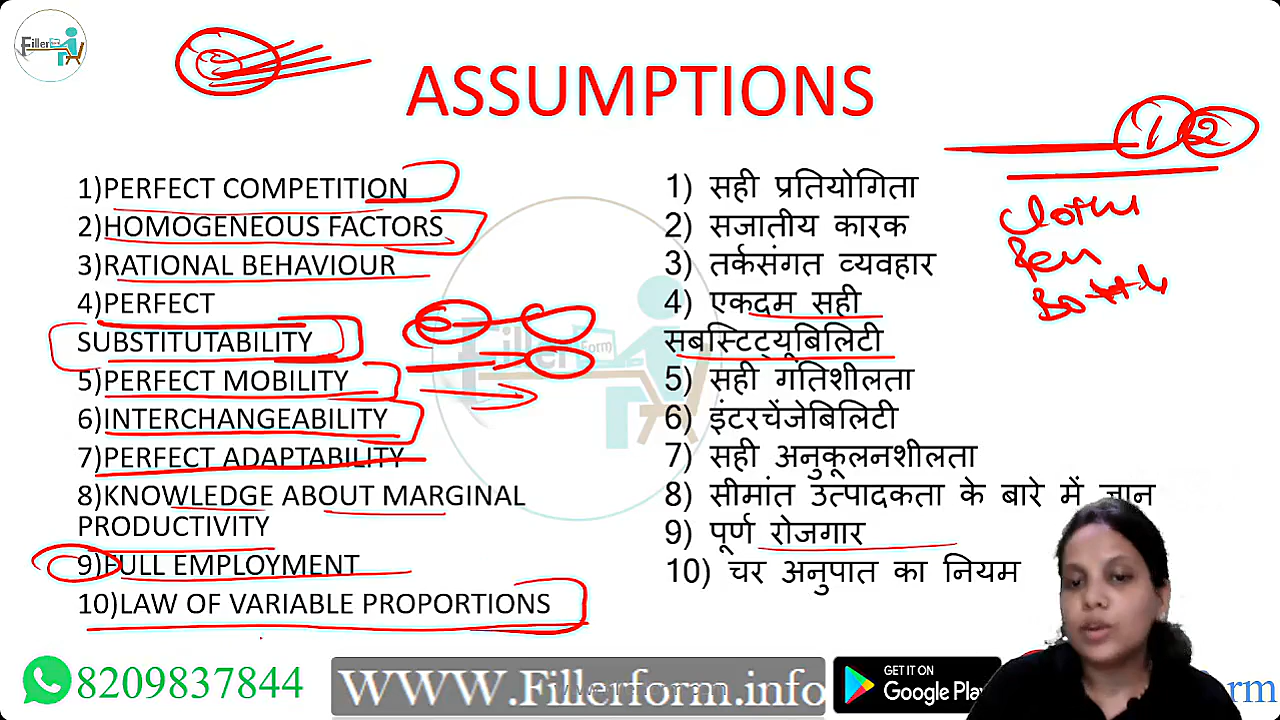 Fillerform
ASSUMPTIONS
1 2
1)PERFECT COMPETITION
2)HOMOGENEOUS FACTORS
3)RATIONAL BEHAVIOUR
4)PERFECT
SUBSTITUTABILITY
5)PERFECT MOBILITY
6)INTERCHANGEABILITY
7)PERFECT ADAPTABILITY
8)KNOWLEDGE ABOUT MARGINAL
PRODUCTIVITY
9)FULL EMPLOYMENT
10)LAW OF VARIABLE PROPORTIONS
1) सही प्रतियोगिता
2) सजातीय कारक
3) तर्कसंगत व्यवहार
4) एकदम सही
सबस्टिट्यूबिलिटी
5) सही गतिशीलता
6) इंटरचेंजेबिलिटी
7) सही अनुकूलनशीलता
8) सीमांत उत्पादकता के बारे में ज्ञान
9) पूर्ण रोजगार
10) चर अनुपात का नियम
Pen
8209837844
WWW.Fillerform.info
GET IT ON
Google Play